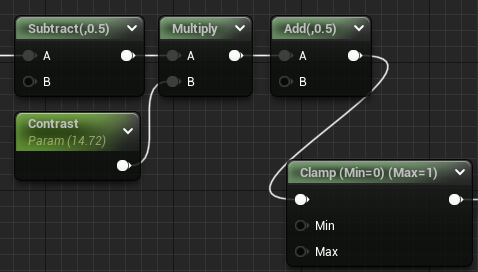 Subtract(,0.5)
A
B
Multiply
A
B
Add(,0.5)
A
B
Contrast
Param (14.72)
Clamp (Min=0) (Max=1)
Min
Max